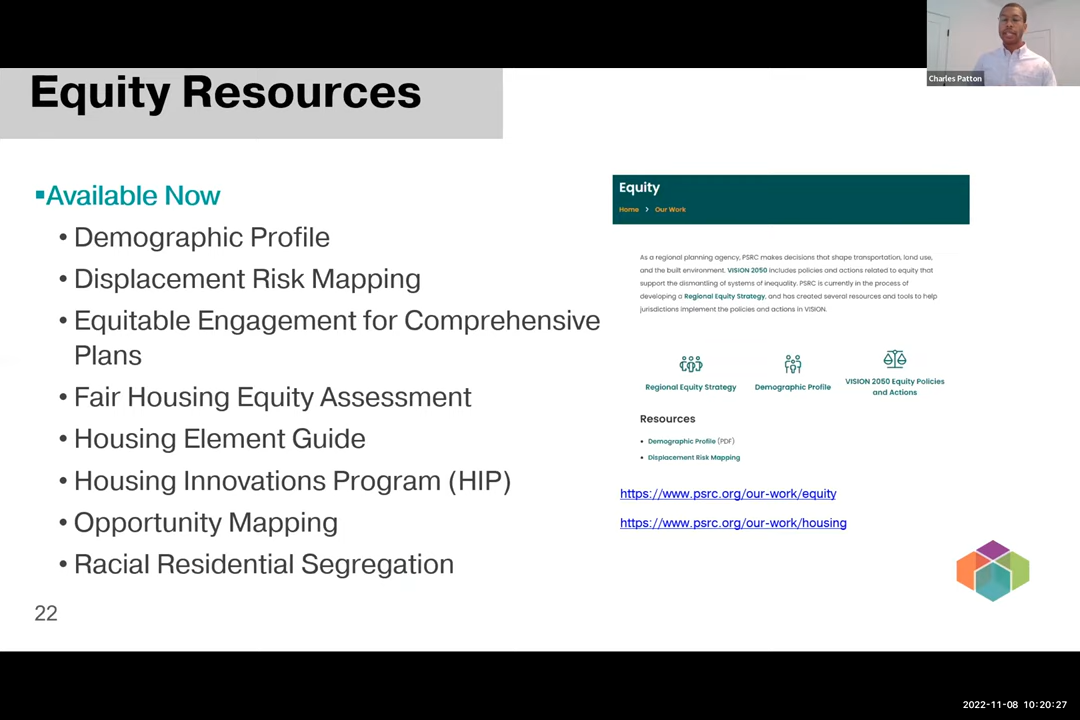 Charles Patton
Equity Resources
▪Available Now
• Demographic Profile
• Displacement Risk Mapping
• Equitable Engagement for Comprehensive
Plans
• Fair Housing Equity Assessment
• Housing Element Guide
• Housing Innovations Program (HIP)
• Opportunity Mapping
• Racial Residential Segregation
22
Equity
Home > Our Work
As a regional planning agency, PSRC makes decisions that shape transportation, land use,
and the built environment. VISION 2050 includes policies and actions related to equity that
support the dismantling of systems of inequality. PSRC is currently in the process of
developing a Regional Equity Strategy, and has created several resources and tools to help
jurisdictions implement the policies and actions in VISION.
Regional Equity Strategy
Demographic Profile
VISION 2050 Equity Policies
and Actions
Resources
• Demographic Profile (PDF)
• Displacement Risk Mapping
https://www.psrc.org/our-work/equity
https://www.psrc.org/our-work/housing
2022-11-08 10:20:27